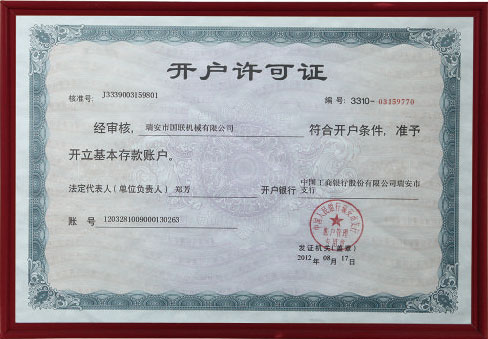 开户许可证
核准号: J3339003159801 编号: 3310-03159770
经审核, 瑞安市国联机械有限公司 符合开户条件, 准予
开立基本存款账户。
法定代表人(单位负责人) 郑芳 开户银行 中国工商银行股份有限公司瑞安市支行
账号 1203281009000130263
发证机关(盖章)
2012年08月17日